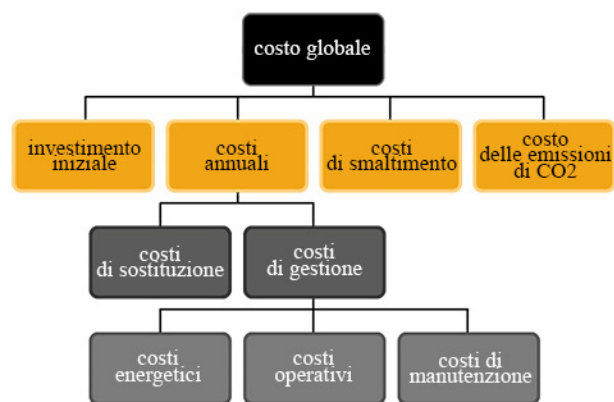 costo globale
investimento
iniziale
costi
annuali
costi
di smaltimento
costo
delle emissioni
di CO2
costi
di sostituzione
costi
di gestione
costi
energetici
costi
operativi
costi di
manutenzione